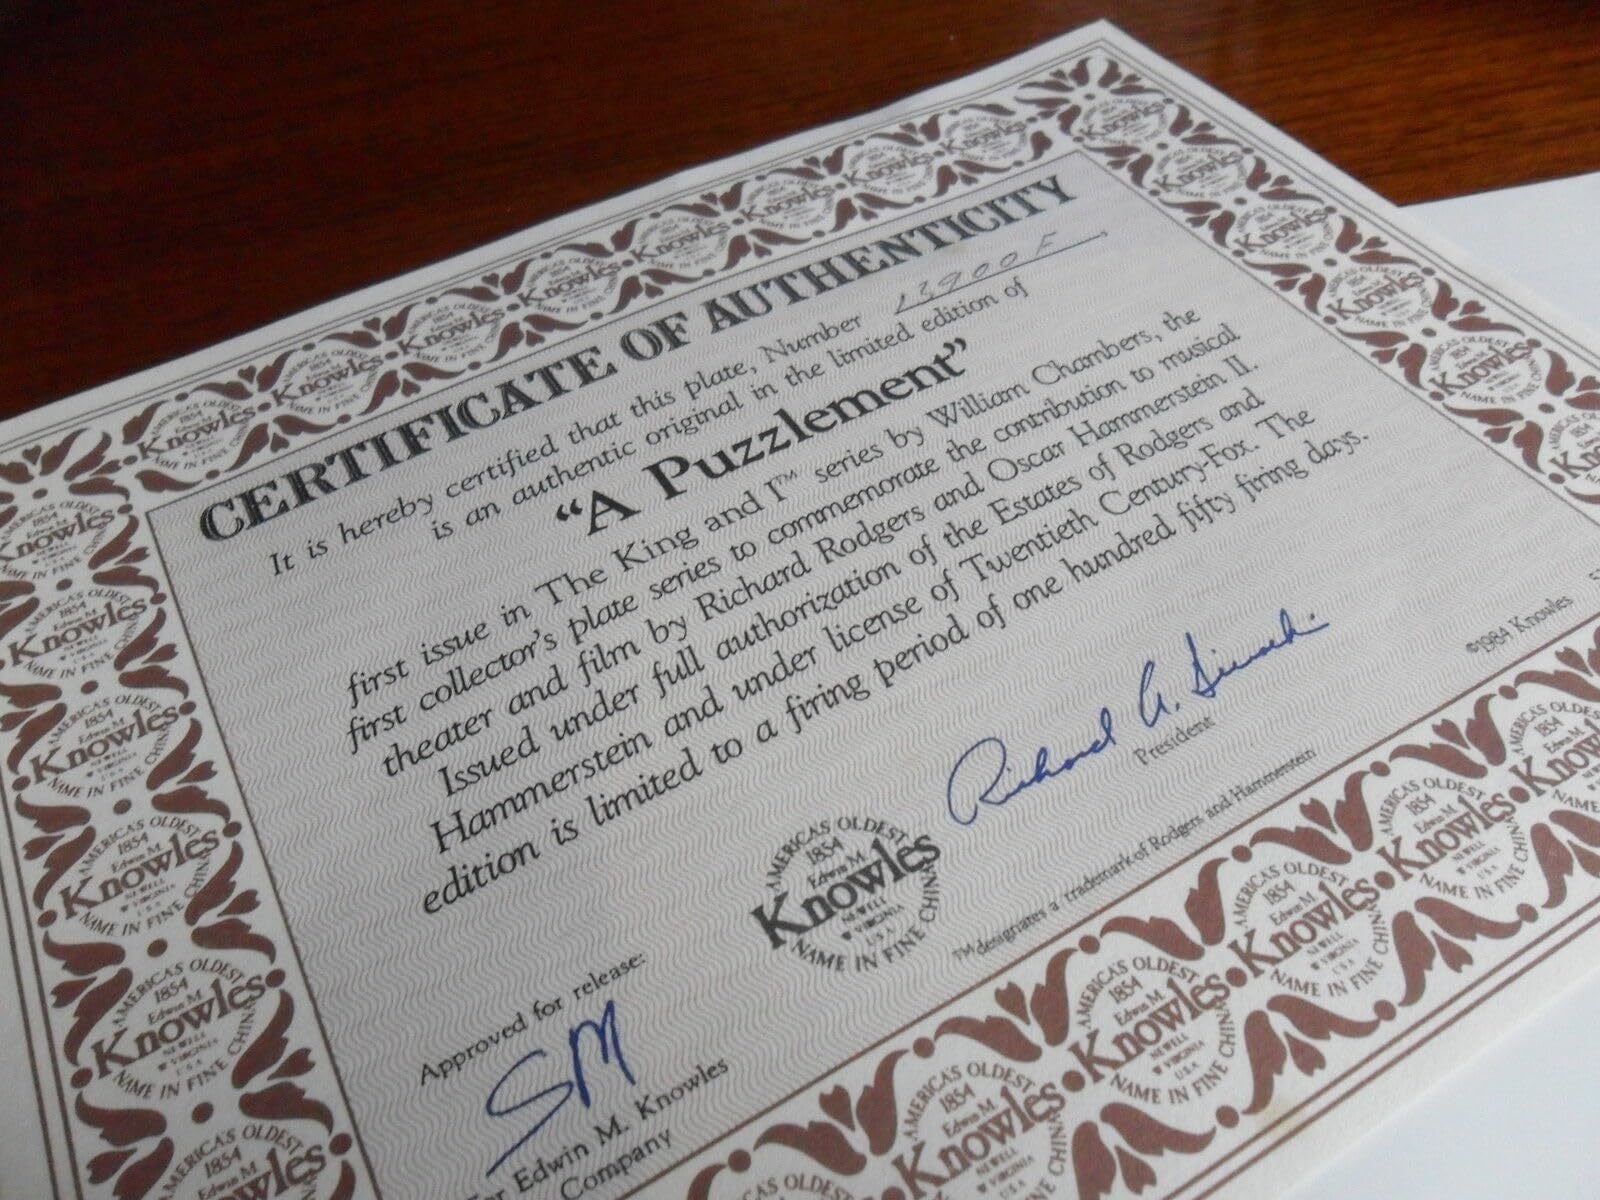 CERTIFICATE OF AUTHENTICITY
It is hereby certified that this plate, Number 13900F,
is an authentic original in the limited edition of
“A Puzzlement”
first issue in The King and I™ series by William Chambers, the
first collector's plate series to commemorate the contribution to musical
theater and film by Richard Rodgers and Oscar Hammerstein II.
Issued under full authorization of the Estates of Rodgers and
Hammerstein and under license of Twentieth Century-Fox. The
edition is limited to a firing period of one hundred fifty firing days.
Richard A.
President
©1984 Knowles
AMERICA'S OLDEST
1854
Edwin M.
Knowles
NEWELL
W VIRGINIA
U.S.A
NAME IN FINE CHINA
™ designates a trademark of Rodgers and Hammerstein
Approved for release:
SM
For Edwin M. Knowles
Company